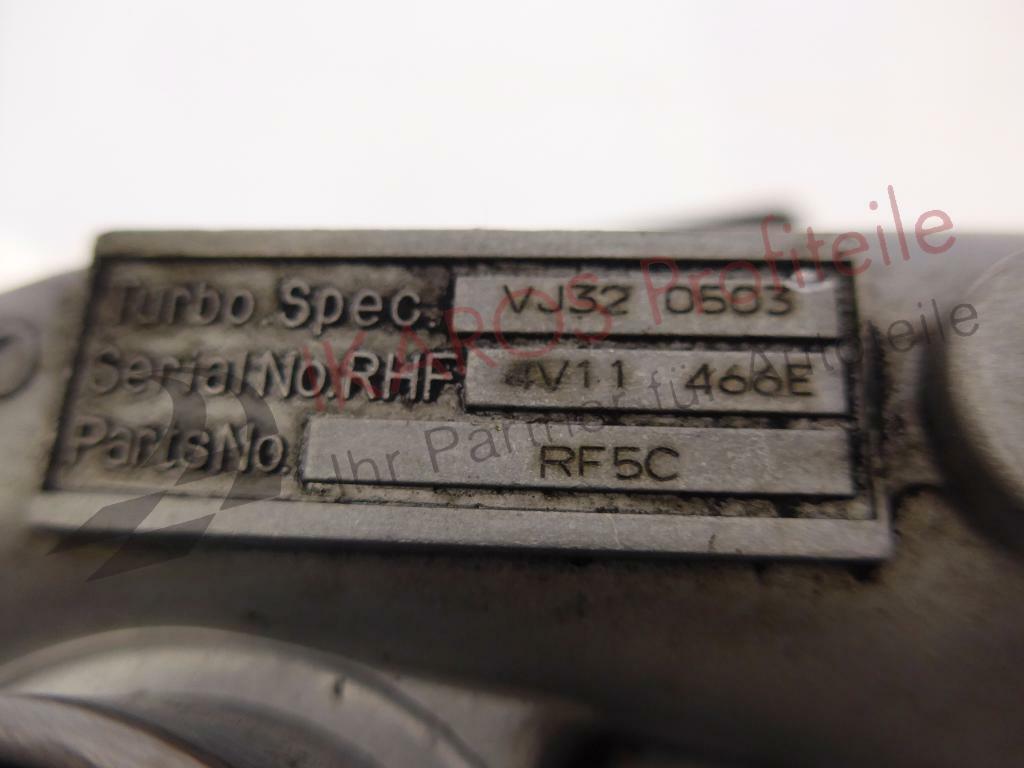 Turbo Spec. VJ32 0503
Serial No. RHF 4V11 466E
Parts No. RF5C
IKAROS Profiteile
Ihr Partner für Autoteile